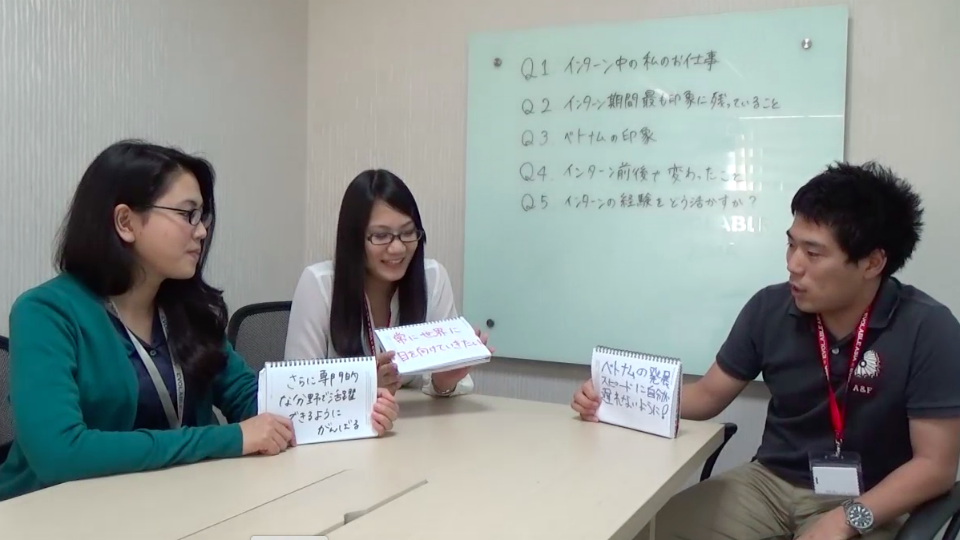 Q1 インターン中の私のお仕事
Q2 インターン期間最も印象に残っていること
Q3 ベトナムの印象
Q4 インターン前後で変わったこと
Q5 インターンの経験をどう活かすか?
ABL
さらに専門的
な分野で活躍
できるように
がんばる
常に世界に
目を向けていきたい
ベトナムの発展
スピードに自分が
遅れないように!
A&F